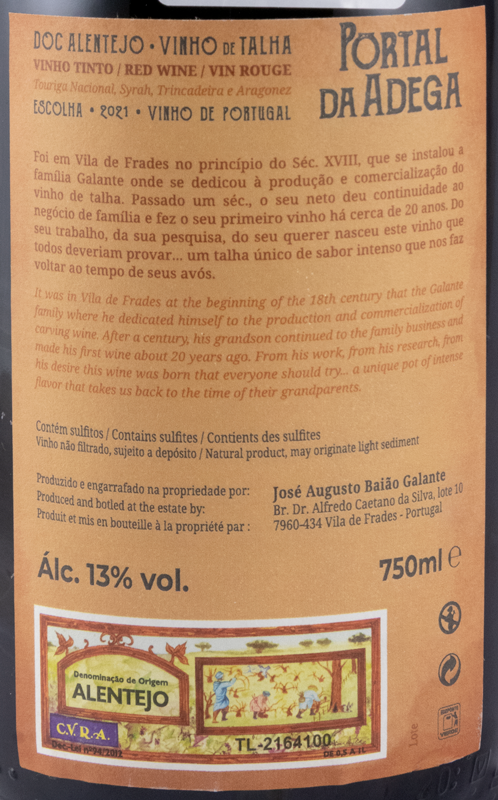 DOC ALENTEJO • VINHO DE TALHA
VINHO TINTO / RED WINE / VIN ROUGE
Touriga Nacional, Syrah, Trincadeira e Aragonez
ESCOLHA • 2021 • VINHO DE PORTUGAL
PORTAL
DA ADEGA
Foi em Vila de Frades no princípio do Séc. XVIII, que se instalou a
família Galante onde se dedicou à produção e comercialização do
vinho de talha. Passado um séc., o seu neto deu continuidade ao
negócio de família e fez o seu primeiro vinho há cerca de 20 anos. Do
seu trabalho, da sua pesquisa, do seu querer nasceu este vinho que
todos deveriam provar... um talha único de sabor intenso que nos faz
voltar ao tempo de seus avós.
It was in Vila de Frades at the beginning of the 18th century that the Galante
family where he dedicated himself to the production and commercialization of
carving wine. After a century, his grandson continued to the family business and
made his first wine about 20 years ago. From his work, from his research, from
his desire this wine was born that everyone should try... a unique pot of intense
flavor that takes us back to the time of their grandparents.
Contém sulfitos / Contains sulfites / Contients des sulfites
Vinho não filtrado, sujeito a depósito / Natural product, may originate light sediment
Produzido e engarrafado na propriedade por:
Produced and botled at the estate by:
Produit et mis en bouteille à la propriété par :
José Augusto Baião Galante
Br. Dr. Alfredo Caetano da Silva, lote 10
7960-434 Vila de Frades - Portugal
Álc. 13% vol.
750ml e
Denominação de Origem
ALENTEJO
C.V.R.A.
Dec.-Lei nº94/2012
TL-2164100
DE 0,5 A 1L
Lote